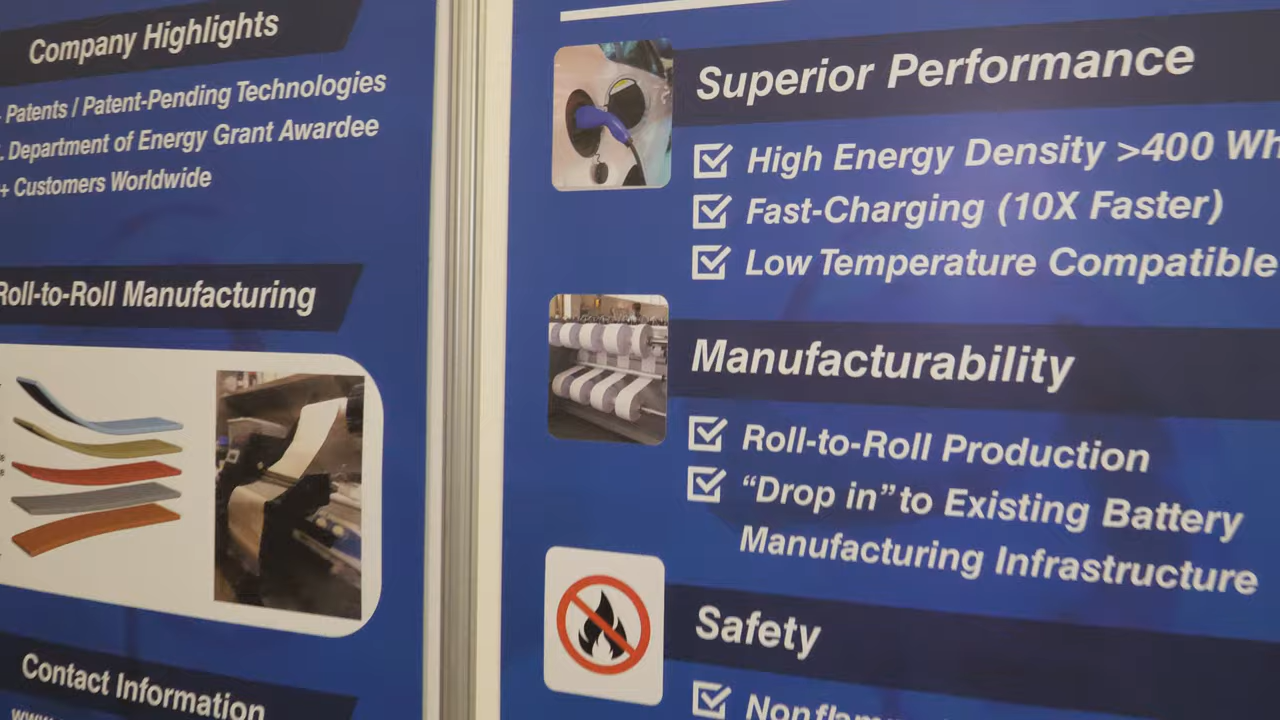 Company Highlights
Patents / Patent-Pending Technologies
. Department of Energy Grant Awardee
+ Customers Worldwide
Roll-to-Roll Manufacturing
Contact Information
Superior Performance
High Energy Density >400 Wh
Fast-Charging (10X Faster)
Low Temperature Compatible
Manufacturability
Roll-to-Roll Production
“Drop in” to Existing Battery
Manufacturing Infrastructure
Safety